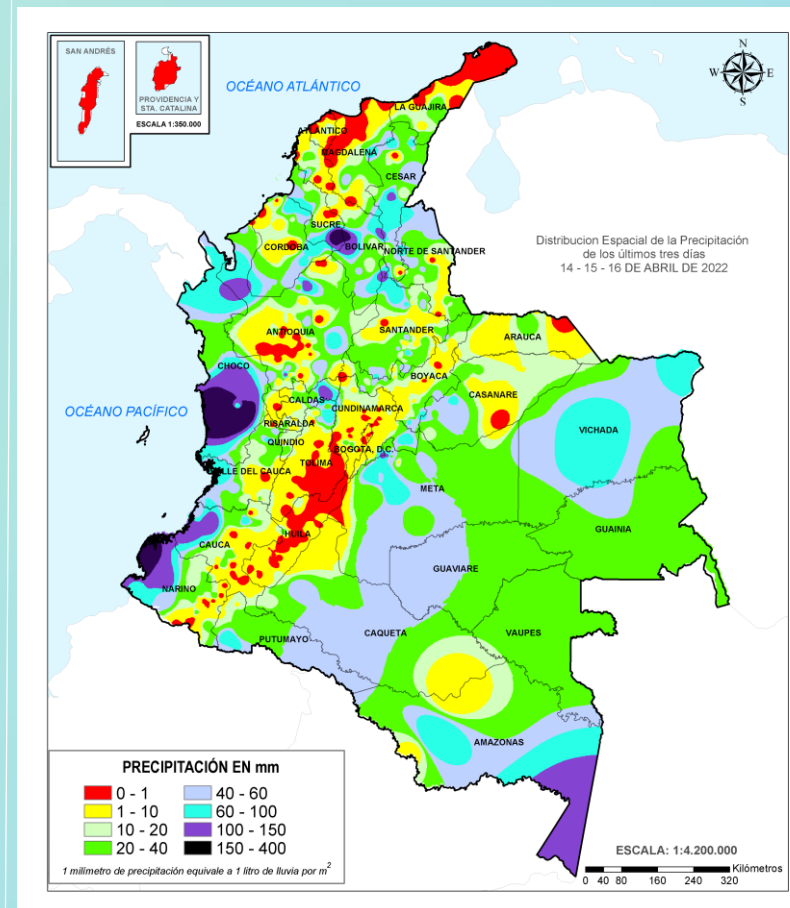 SAN ANDRÉS
PROVIDENCIA Y
STA. CATALINA
ESCALA 1:350.000
N
W
E
S
OCÉANO ATLÁNTICO
LA GUAJIRA
ATLANTICO
MAGDALENA
CESAR
SUCRE
CORDOBA
BOLIVAR
NORTE DE SANTANDER
Distribucion Espacial de la Precipitación
de los últimos tres días
14 - 15 - 16 DE ABRIL DE 2022
ANTIOQUIA
SANTANDER
ARAUCA
CHOCO
BOYACA
CASANARE
OCÉANO PACÍFICO
CALDAS
CUNDINAMARCA
RISARALDA
VICHADA
QUINDIO
BOGOTA, D.C.
TOLIMA
VALLE DEL CAUCA
META
GUAINIA
CAUCA
HUILA
GUAVIARE
NARIÑO
PUTUMAYO
CAQUETA
VAUPES
AMAZONAS
PRECIPITACIÓN EN mm
0 - 1
40 - 60
1 - 10
60 - 100
10 - 20
100 - 150
20 - 40
150 - 400
1 milímetro de precipitación equivale a 1 litro de lluvia por m²
ESCALA: 1:4.200.000
Kilómetros
0 40 80 160 240 320